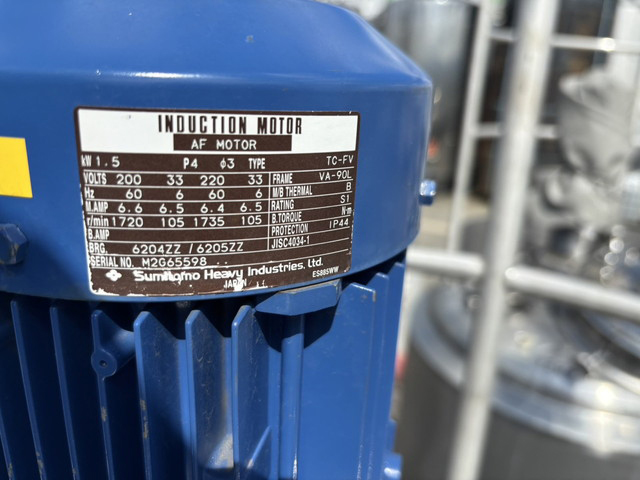 INDUCTION MOTOR
AF MOTOR
kW 1.5 P4 φ3 TYPE TC-FV
VOLTS 200 33 220 33 FRAME VA-90L
Hz 60 6 60 6 M/B THERMAL B
M.AMP 6.6 6.5 6.4 6.5 RATING S1
r/min 1720 105 1735 105 B.TORQUE N·m
B.AMP PROTECTION IP44
BRG. 6204ZZ / 6205ZZ JISC4034-1
SERIAL NO. M2G65598
Sumitomo Heavy Industries, Ltd.
JAPAN ES885WW